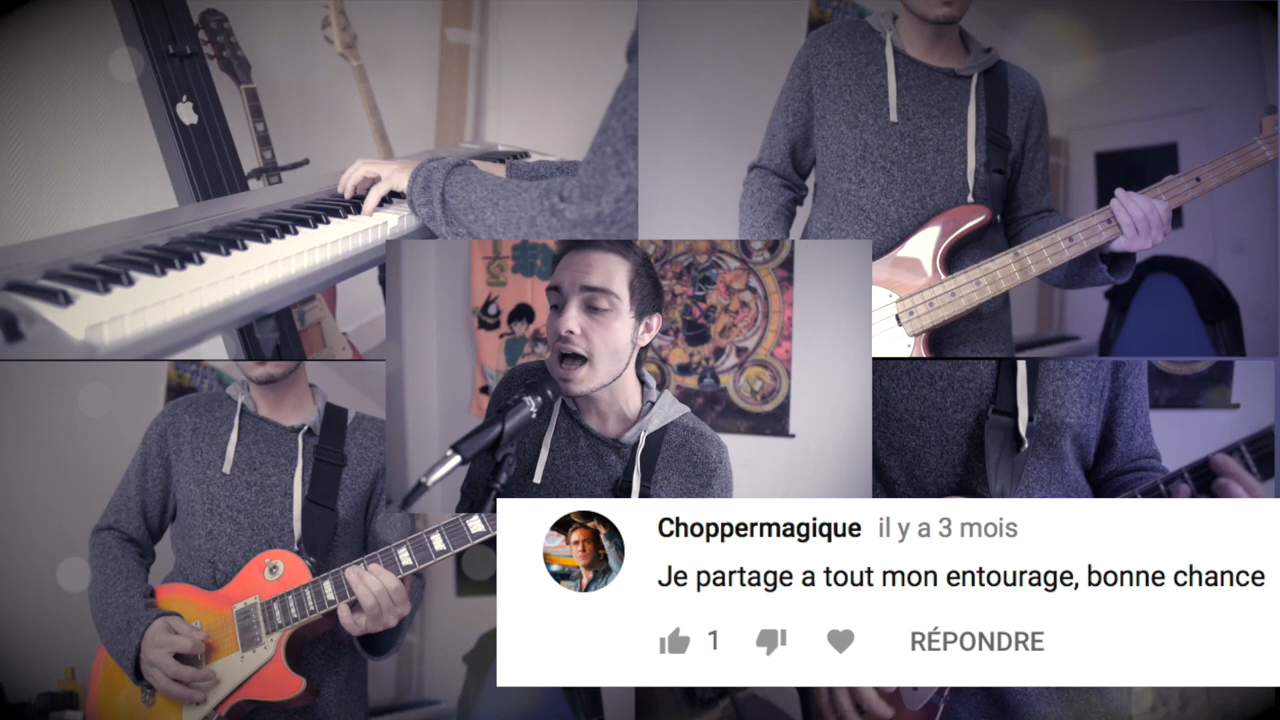 Choppermagique il y a 3 mois
Je partage a tout mon entourage, bonne chance
1
RÉPONDRE